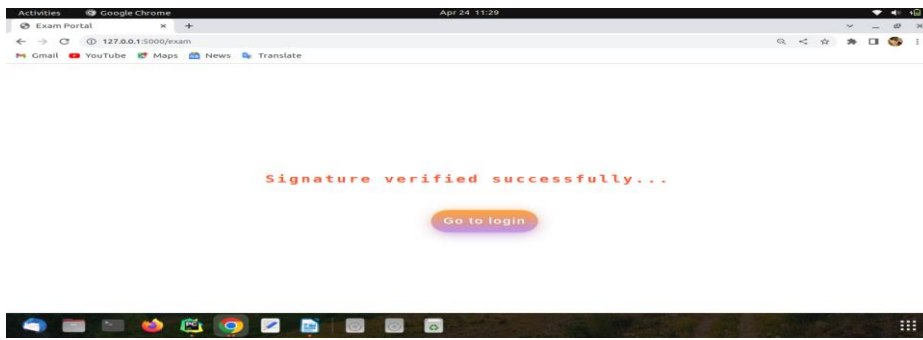 Activities Google Chrome Apr 24 11:29
Exam Portal
127.0.0.1:5000/exam
Gmail YouTube Maps News Translate
Signature verified successfully...
Go to login